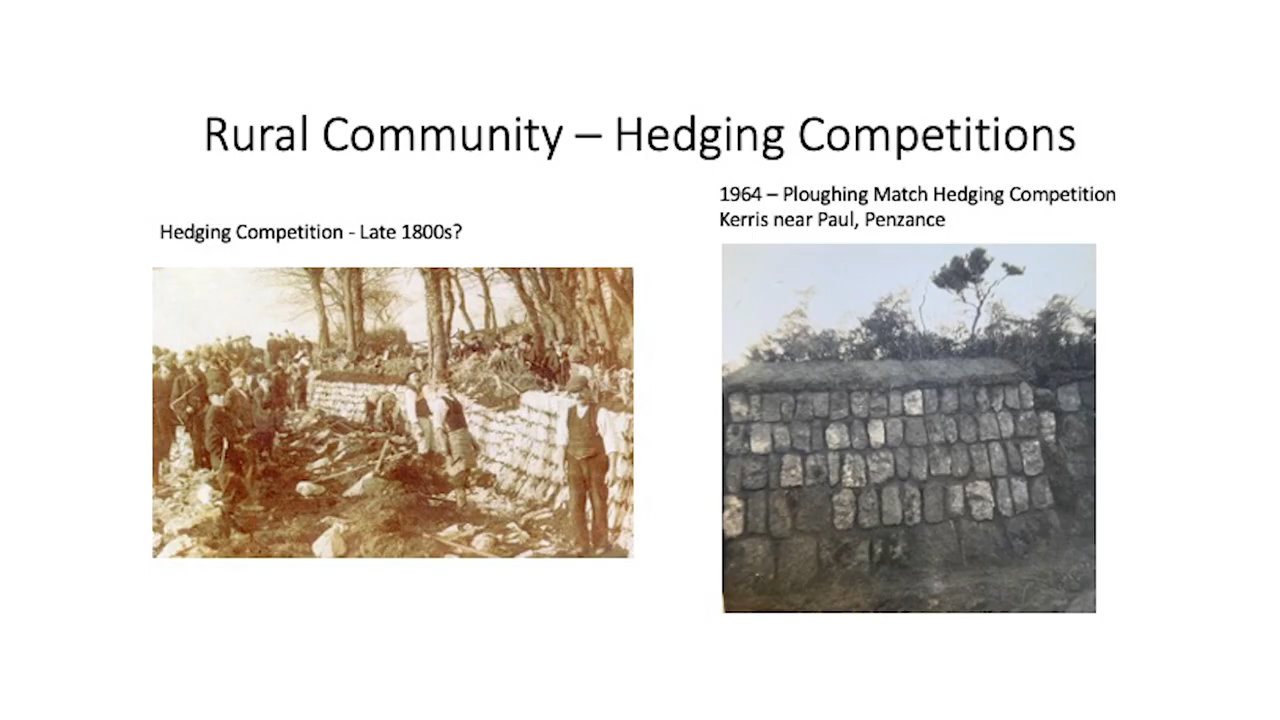 Rural Community – Hedging Competitions
Hedging Competition - Late 1800s?
1964 – Ploughing Match Hedging Competition
Kerris near Paul, Penzance